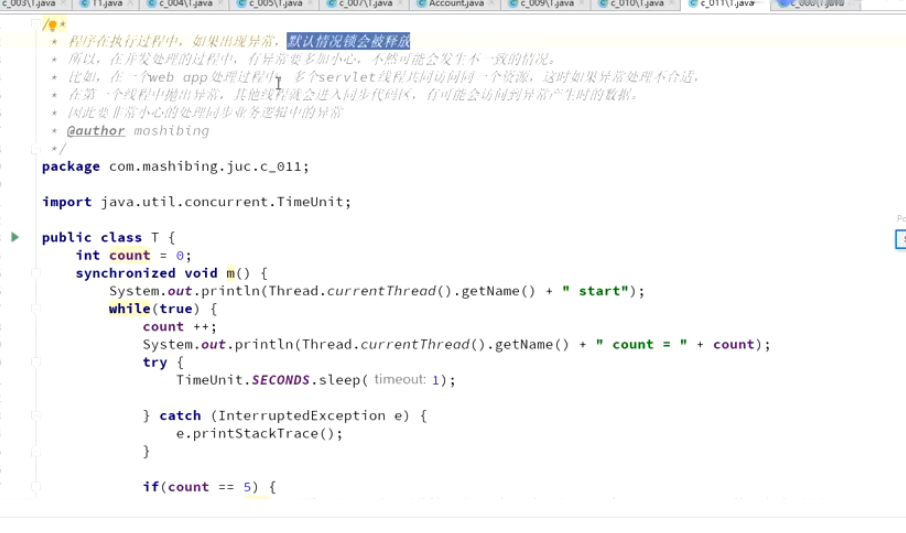 c_003\T.java T1.java c_004\T.java c_005\T.java c_007\T.java Account.java c_009\T.java c_010\T.java c_011\T.java
/**
* 程序在执行过程中，如果出现异常，默认情况锁会被释放
* 所以，在并发处理的过程中，有异常要多加小心，不然可能会发生不一致的情况。
* 比如，在一个web app处理过程中，多个servlet线程共同访问同一个资源，这时如果异常处理不合适，
* 在第一个线程中抛出异常，其他线程就会进入同步代码区，有可能会访问到异常产生时的数据。
* 因此要非常小心的处理同步业务逻辑中的异常
* @author mashibing
*/
package com.mashibing.juc.c_011;
import java.util.concurrent.TimeUnit;
public class T {
int count = 0;
synchronized void m() {
System.out.println(Thread.currentThread().getName() + " start");
while(true) {
count ++;
System.out.println(Thread.currentThread().getName() + " count = " + count);
try {
TimeUnit.SECONDS.sleep( timeout: 1);
} catch (InterruptedException e) {
e.printStackTrace();
}
if(count == 5) {